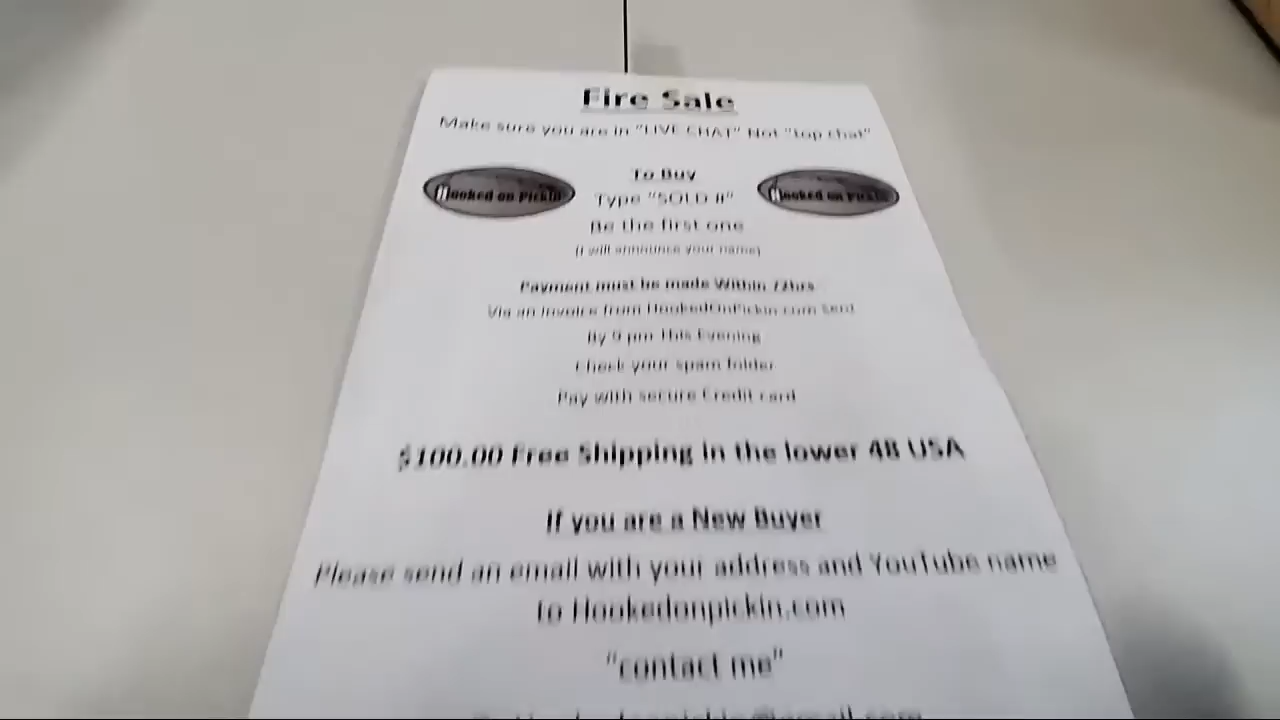 Fire Sale
Make sure you are in "LIVE CHAT" Not "top chat"
Hooked on Pickin
Hooked on Pickin
To Buy
Type "SOLD #"
Be the first one
(I will announce your name)
Payment must be made Within 72hrs
Via an Invoice from HookedOnPickin.com sent
By 9 pm This Evening
Check your spam folder
Pay with secure Credit card
$100.00 Free Shipping in the lower 48 USA
If you are a New Buyer
Please send an email with your address and YouTube name
to Hookedonpickin.com
"contact me"